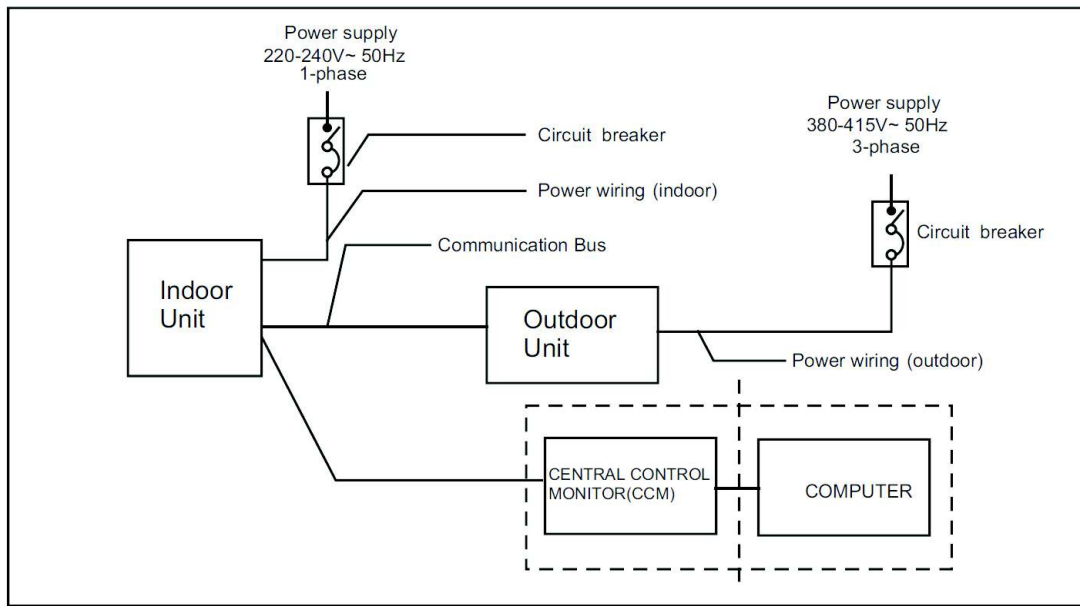 Power supply
220-240V~ 50Hz
1-phase
Circuit breaker
Power wiring (indoor)
Communication Bus
Indoor
Unit
Outdoor
Unit
Power supply
380-415V~ 50Hz
3-phase
Circuit breaker
Power wiring (outdoor)
CENTRAL CONTROL
MONITOR(CCM)
COMPUTER